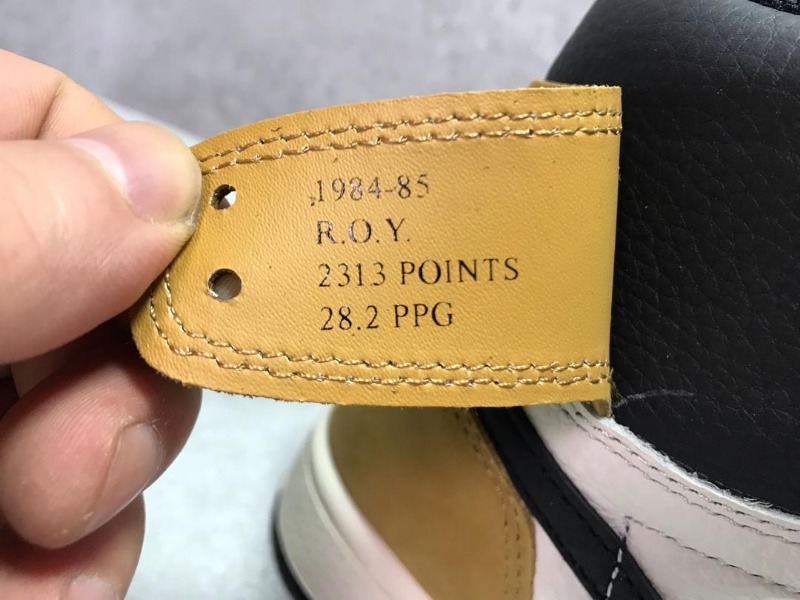 1984-85
R.O.Y.
2313 POINTS
28.2 PPG